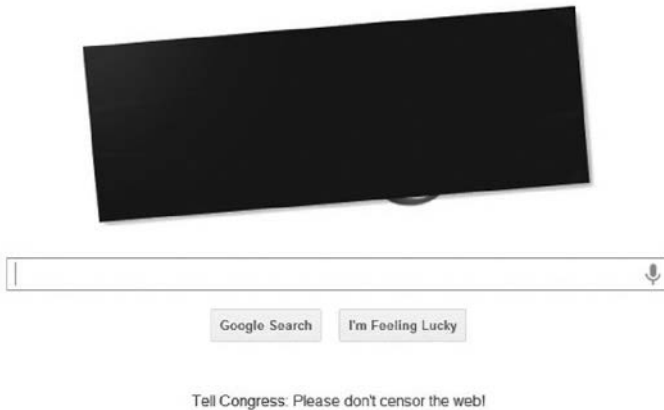 Google Search
I'm Feeling Lucky
Tell Congress: Please don't censor the web!